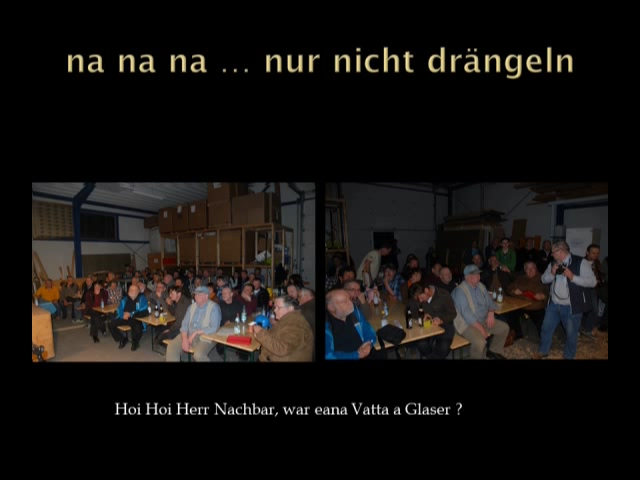 na na na … nur nicht drängeln
Hoi Hoi Herr Nachbar, war eana Vatta a Glaser ?